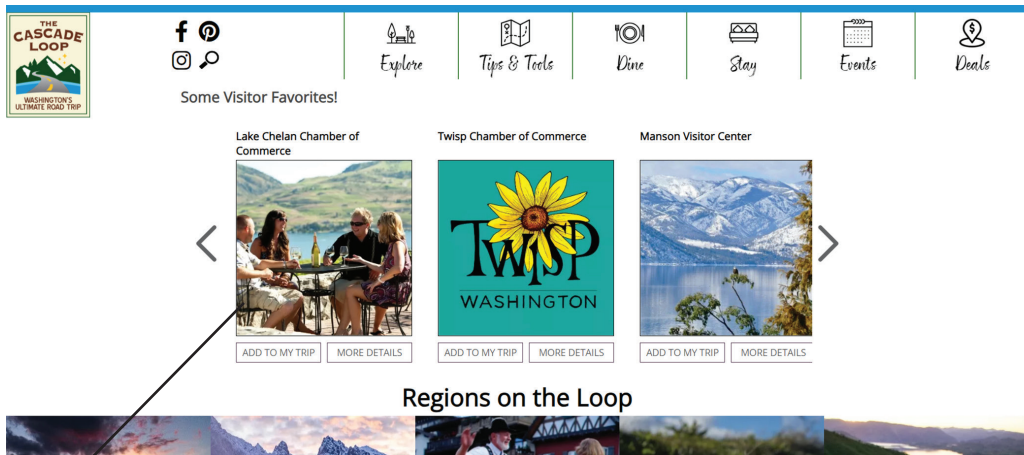 THE
CASCADE
LOOP
WASHINGTON'S
ULTIMATE ROAD TRIP
Explore
Tips & Tools
Dine
Stay
Events
Deals
Some Visitor Favorites!
Lake Chelan Chamber of
Commerce
Twisp Chamber of Commerce
Manson Visitor Center
TWISP
WASHINGTON
ADD TO MY TRIP
MORE DETAILS
ADD TO MY TRIP
MORE DETAILS
ADD TO MY TRIP
MORE DETAILS
Regions on the Loop